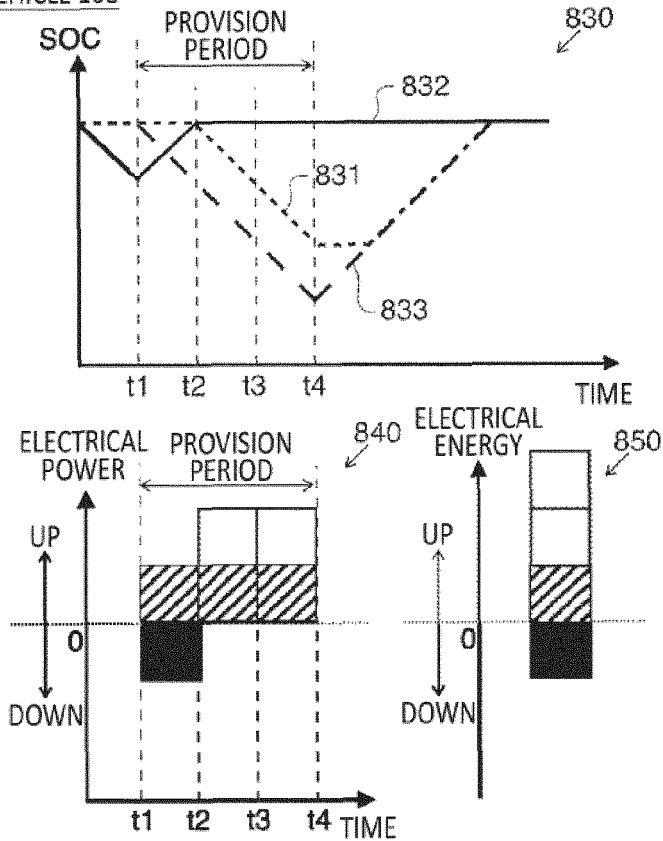 SOC
PROVISION
PERIOD
830
832
831
833
t1 t2 t3 t4
TIME
ELECTRICAL
POWER
PROVISION
PERIOD
840
UP
0
DOWN
t1 t2 t3 t4 TIME
ELECTRICAL
ENERGY
850
UP
0
DOWN